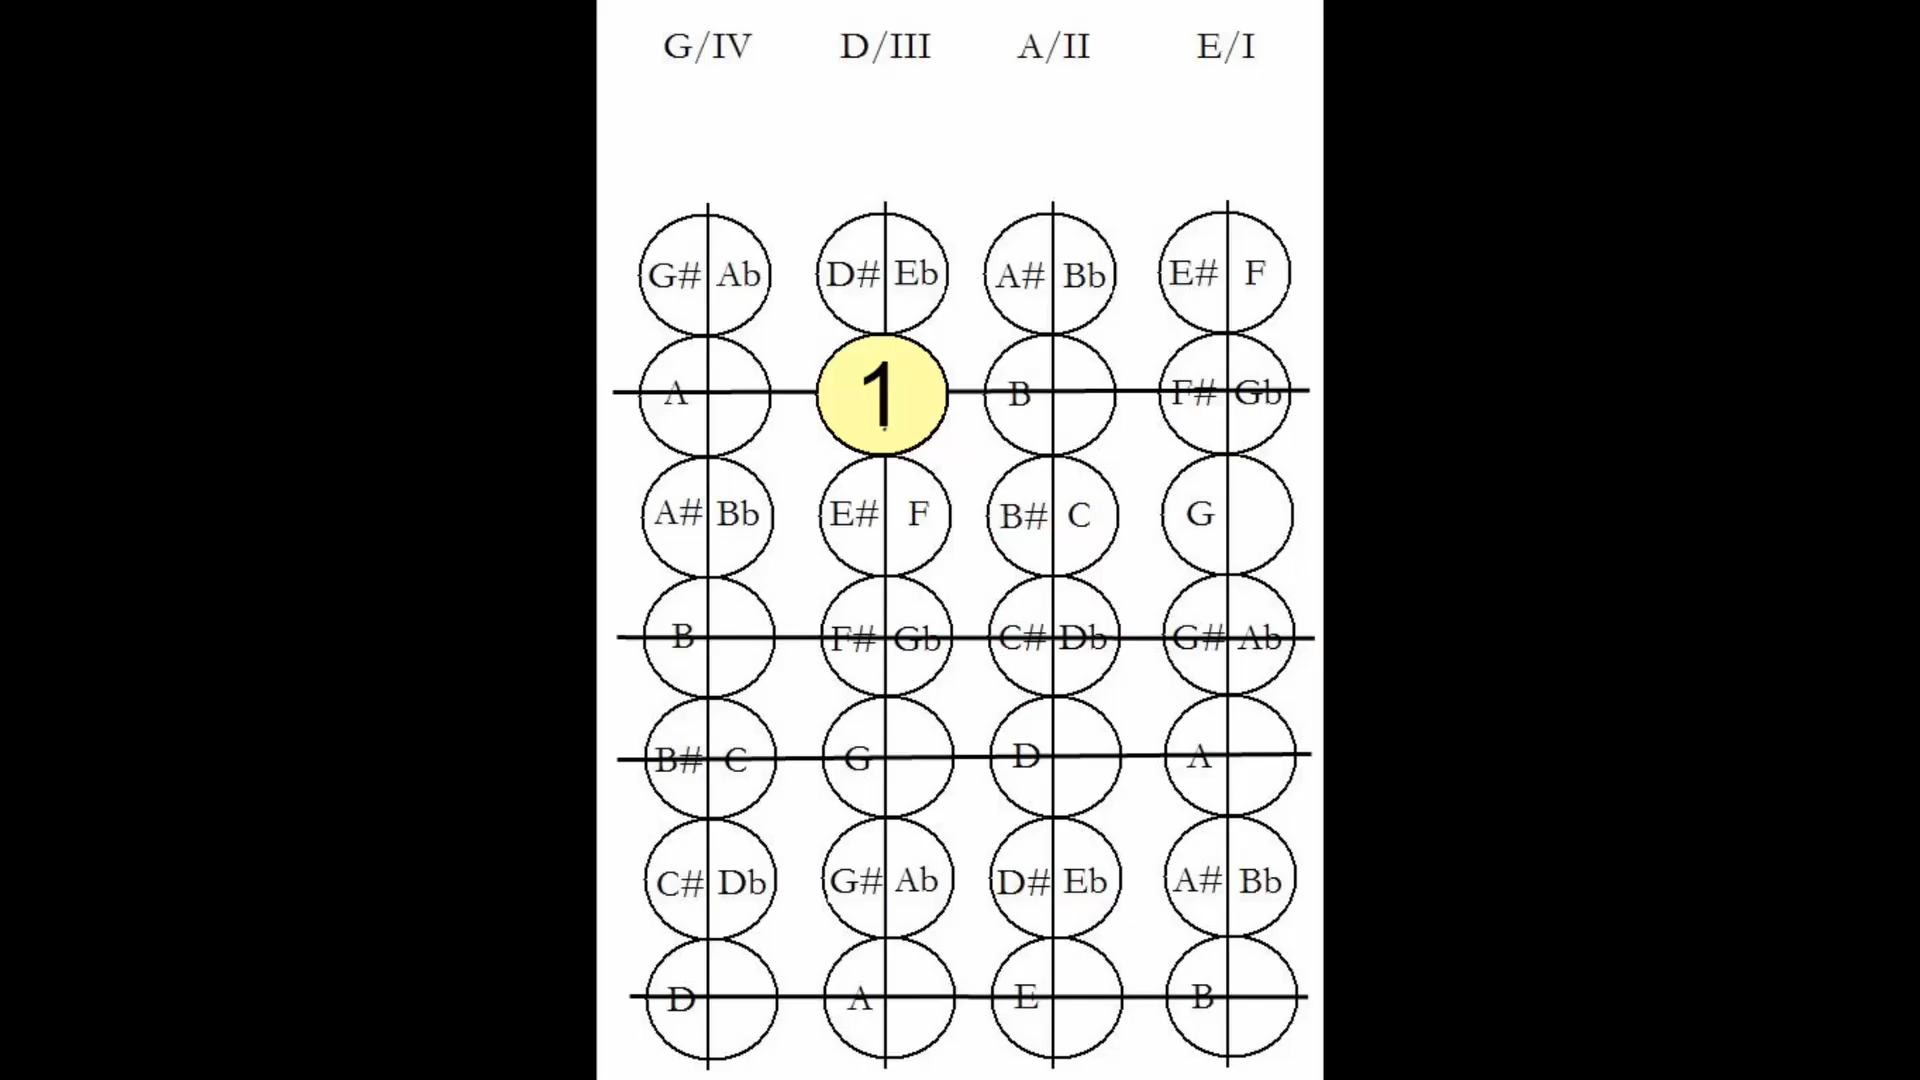 G/IV D/III A/II E/I
G# Ab D# Eb A# Bb E# F
A 1 B F# Gb
A# Bb E# F B# C G
B F# Gb C# Db G# Ab
B# C G D A
C# Db G# Ab D# Eb A# Bb
D A E B